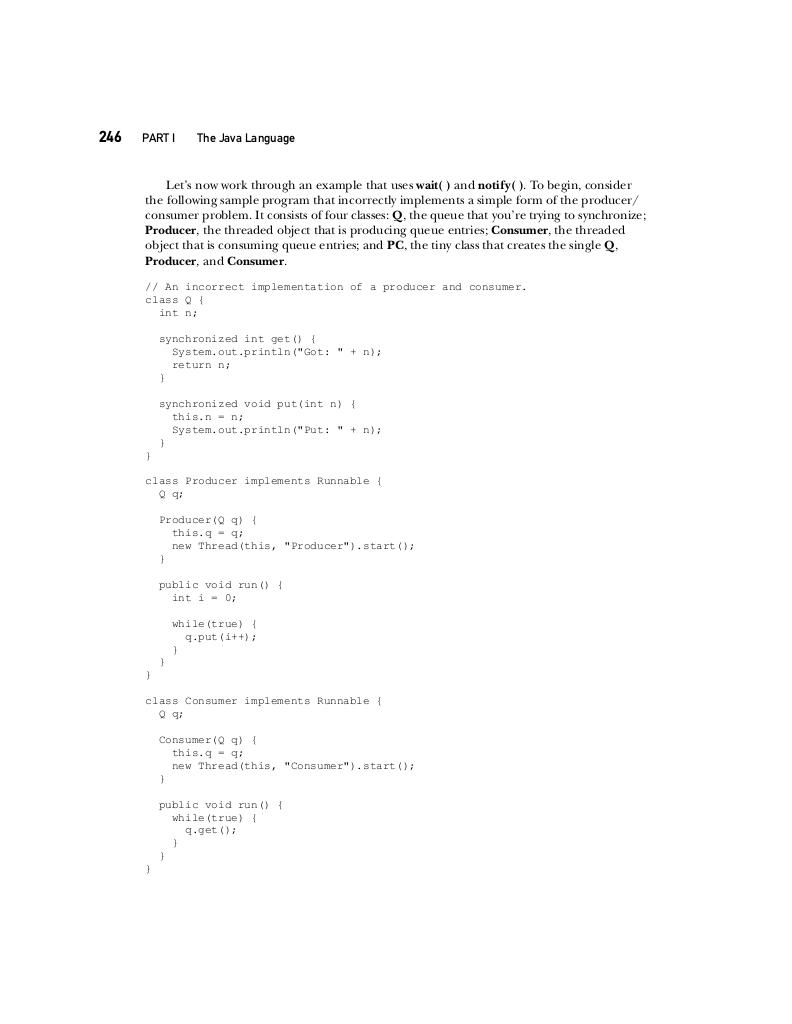 246 PART I The Java Language
Let's now work through an example that uses wait( ) and notify( ). To begin, consider
the following sample program that incorrectly implements a simple form of the producer/
consumer problem. It consists of four classes: Q, the queue that you're trying to synchronize;
Producer, the threaded object that is producing queue entries; Consumer, the threaded
object that is consuming queue entries; and PC, the tiny class that creates the single Q,
Producer, and Consumer.
// An incorrect implementation of a producer and consumer.
class Q {
  int n;

  synchronized int get() {
    System.out.println("Got: " + n);
    return n;
  }

  synchronized void put(int n) {
    this.n = n;
    System.out.println("Put: " + n);
  }
}

class Producer implements Runnable {
  Q q;

  Producer(Q q) {
    this.q = q;
    new Thread(this, "Producer").start();
  }

  public void run() {
    int i = 0;

    while(true) {
      q.put(i++);
    }
  }
}

class Consumer implements Runnable {
  Q q;

  Consumer(Q q) {
    this.q = q;
    new Thread(this, "Consumer").start();
  }

  public void run() {
    while(true) {
      q.get();
    }
  }
}